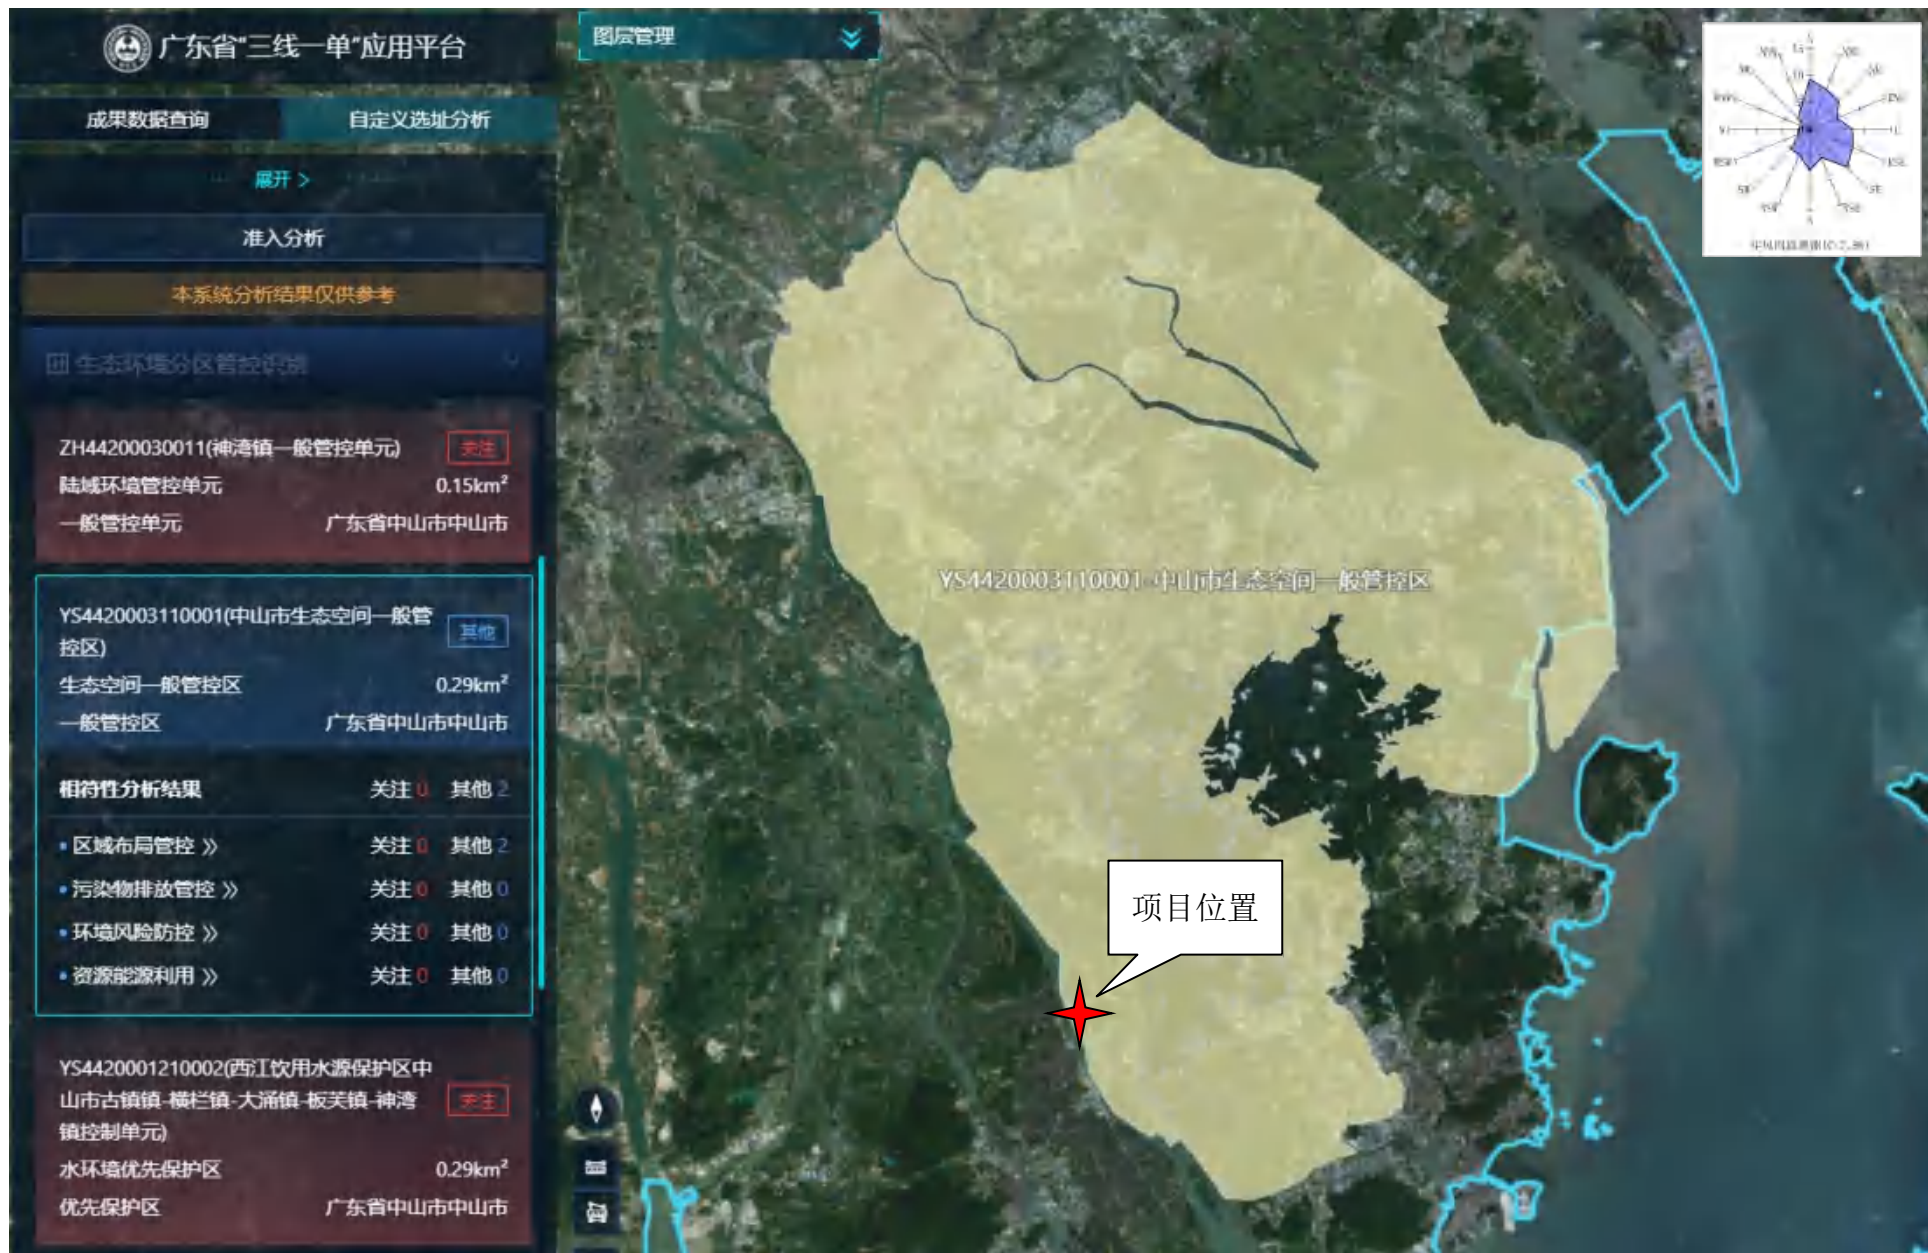 广东省"三线一单"应用平台
成果数据查询
自定义选址分析
展开 >
准入分析
本系统分析结果仅供参考
生态环境分区管控识别
ZH44200030011(神湾镇一般管控单元)
关注
陆域环境管控单元
0.15km²
一般管控单元
广东省中山市中山市
YS4420003110001(中山市生态空间一般管
控区)
其他
生态空间一般管控区
0.29km²
一般管控区
广东省中山市中山市
相符性分析结果
关注 0 其他 2
区域布局管控 》
关注 0 其他 2
污染物排放管控 》
关注 0 其他 0
环境风险防控 》
关注 0 其他 0
资源能源利用 》
关注 0 其他 0
YS4420001210002(西江饮用水源保护区中
山市古镇镇-横栏镇-大涌镇-板芙镇-神湾
镇控制单元)
关注
水环境优先保护区
0.29km²
优先保护区
广东省中山市中山市
图层管理
YS4420003110001-中山市生态空间一般管控区
项目位置